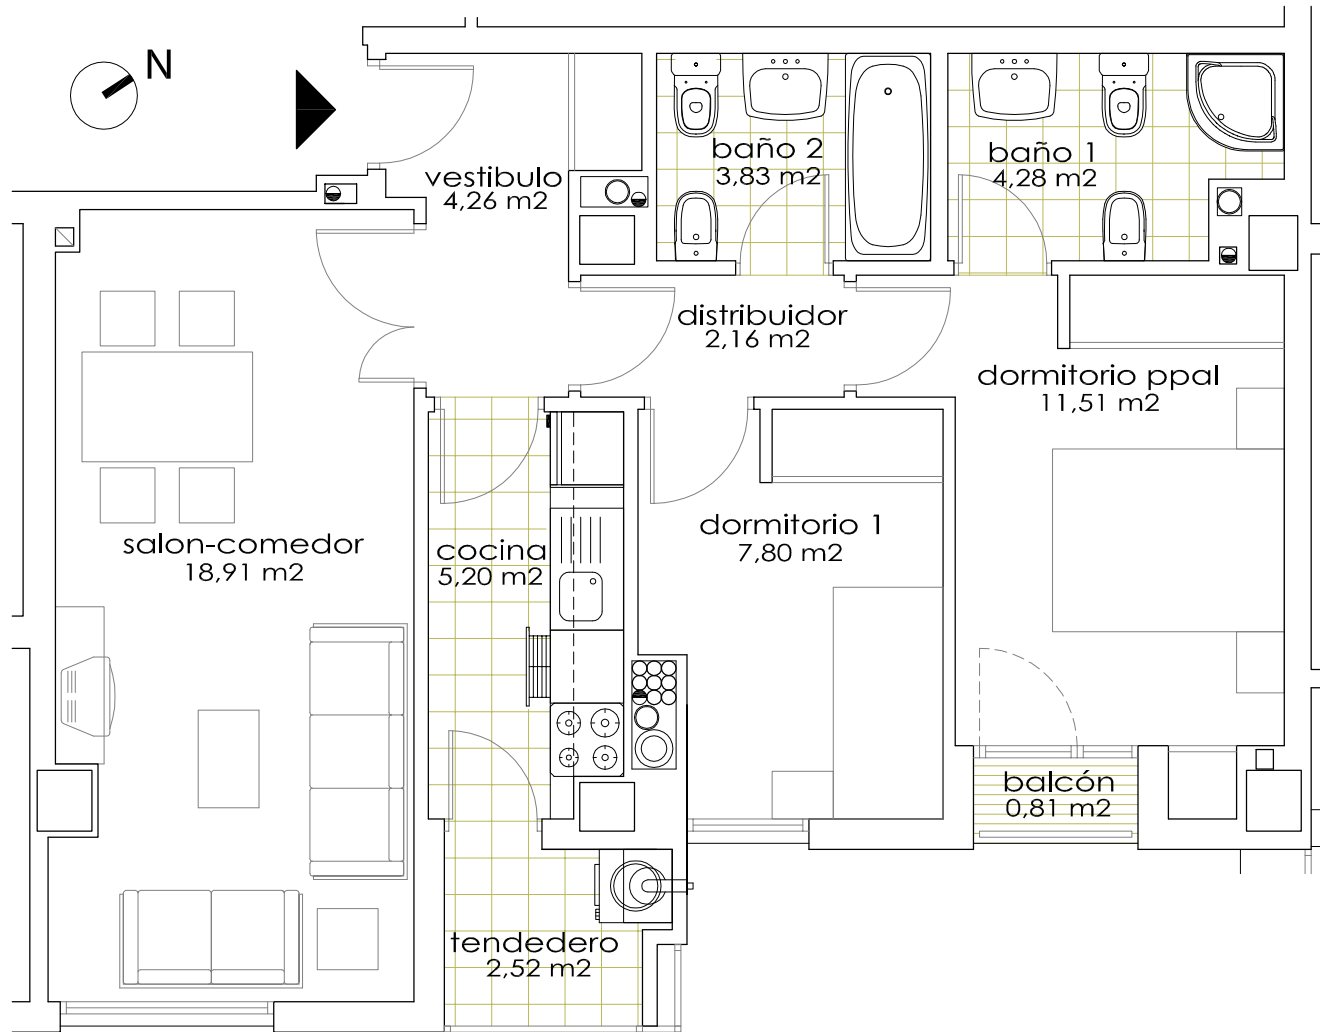 N
vestibulo
4,26 m2
baño 2
3,83 m2
baño 1
4,28 m2
distribuidor
2,16 m2
dormitorio ppal
11,51 m2
salon-comedor
18,91 m2
cocina
5,20 m2
dormitorio 1
7,80 m2
balcón
0,81 m2
tendedero
2,52 m2